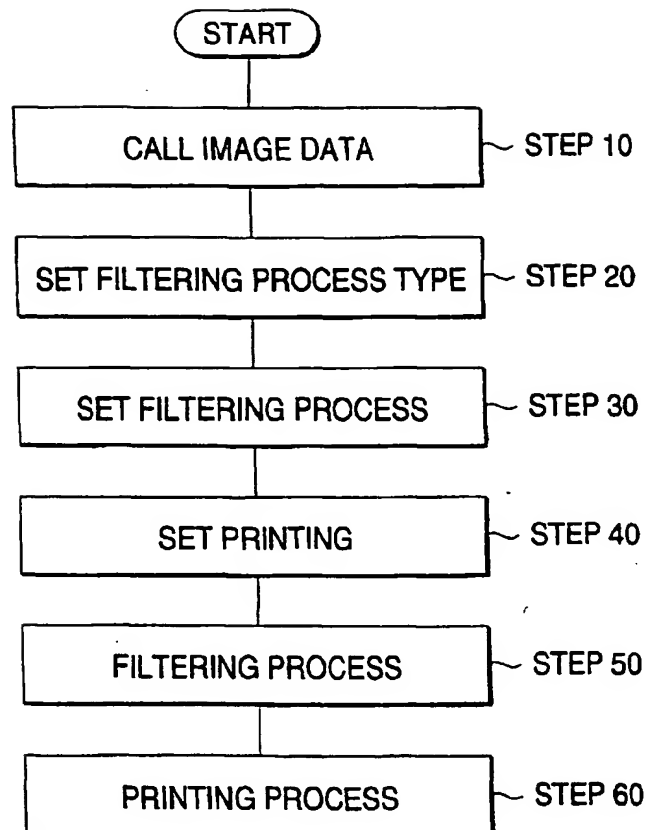 START
CALL IMAGE DATA ~ STEP 10
SET FILTERING PROCESS TYPE ~ STEP 20
SET FILTERING PROCESS ~ STEP 30
SET PRINTING ~ STEP 40
FILTERING PROCESS ~ STEP 50
PRINTING PROCESS ~ STEP 60